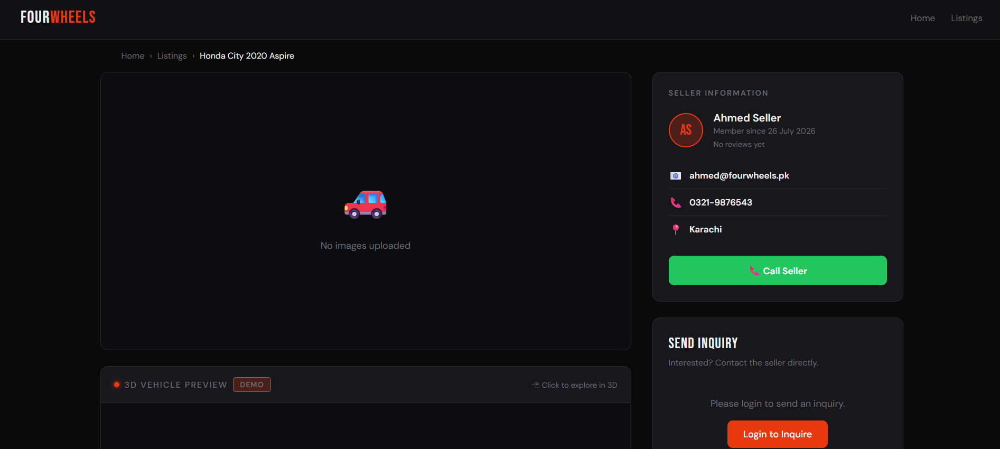 FOURWHEELS
Home Listings
Home › Listings › Honda City 2020 Aspire
No images uploaded
3D VEHICLE PREVIEW DEMO
Click to explore in 3D
SELLER INFORMATION
AS
Ahmed Seller
Member since 26 July 2026
No reviews yet
ahmed@fourwheels.pk
0321-9876543
Karachi
Call Seller
SEND INQUIRY
Interested? Contact the seller directly.
Please login to send an inquiry.
Login to Inquire